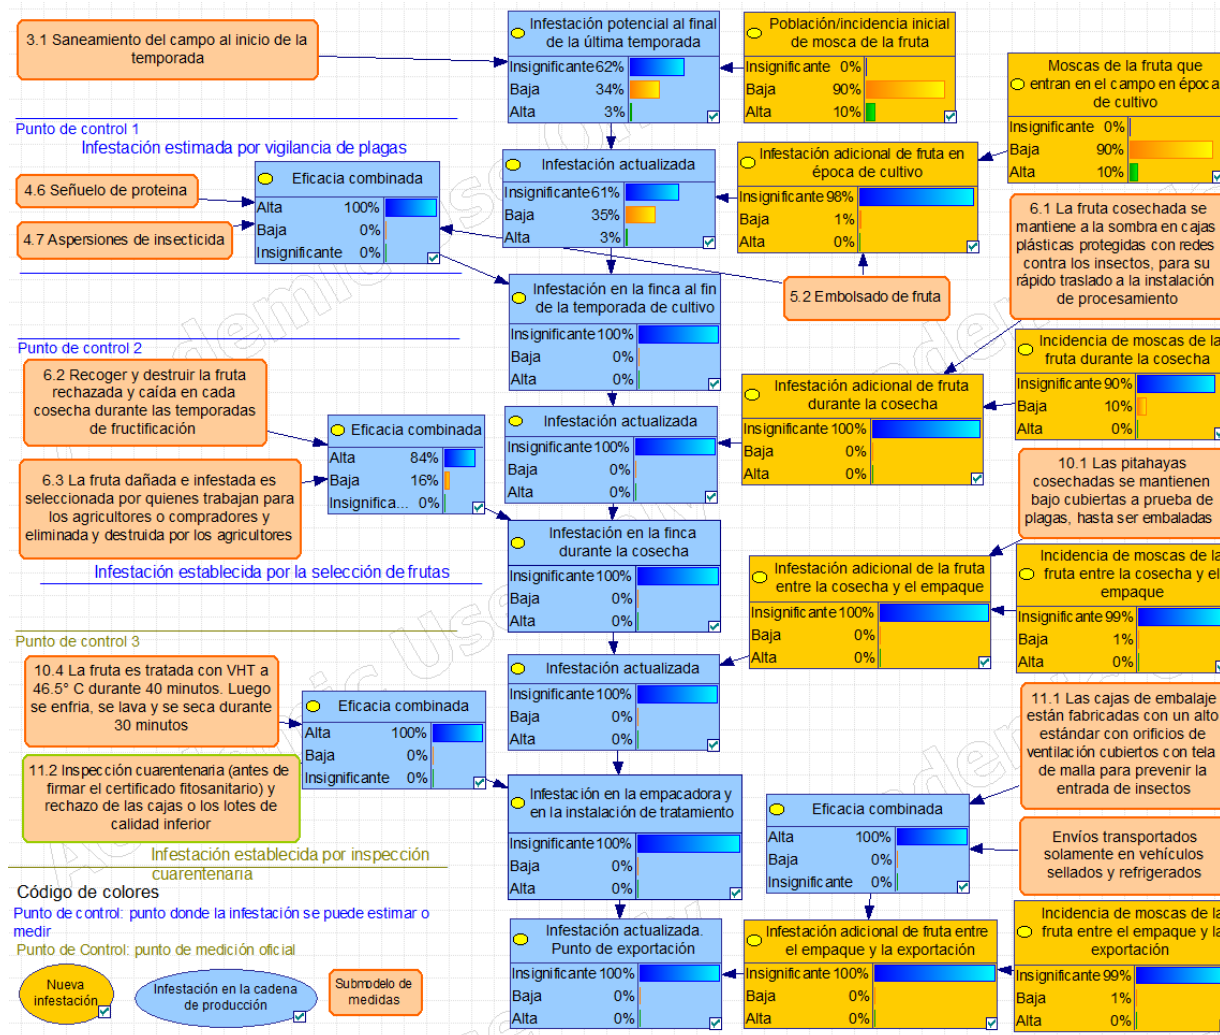 3.1 Saneamiento del campo al inicio de la
temporada
Infestación potencial al final
de la última temporada
Insignificante 62%
Baja 34%
Alta 3%
Población/incidencia inicial
de mosca de la fruta
Insignificante 0%
Baja 90%
Alta 10%
Moscas de la fruta que
entran en el campo en época
de cultivo
Insignificante 0%
Baja 90%
Alta 10%
Punto de control 1
Infestación estimada por vigilancia de plagas
4.6 Señuelo de proteina
4.7 Aspersiones de insecticida
Eficacia combinada
Alta 100%
Baja 0%
Insignificante 0%
Infestación actualizada
Insignificante 61%
Baja 35%
Alta 3%
Infestación adicional de fruta en
época de cultivo
Insignificante 98%
Baja 1%
Alta 0%
5.2 Embolsado de fruta
6.1 La fruta cosechada se
mantiene a la sombra en cajas
plásticas protegidas con redes
contra los insectos, para su
rápido traslado a la instalación
de procesamiento
Infestación en la finca al fin
de la temporada de cultivo
Insignificante 100%
Baja 0%
Alta 0%
Punto de control 2
6.2 Recoger y destruir la fruta
rechazada y caída en cada
cosecha durante las temporadas
de fructificación
6.3 La fruta dañada e infestada es
seleccionada por quienes trabajan para
los agricultores o compradores y
eliminada y destruida por los agricultores
Eficacia combinada
Alta 84%
Baja 16%
Insignifica... 0%
Infestación actualizada
Insignificante 100%
Baja 0%
Alta 0%
Infestación adicional de fruta
durante la cosecha
Insignificante 100%
Baja 0%
Alta 0%
Incidencia de moscas de la
fruta durante la cosecha
Insignificante 90%
Baja 10%
Alta 0%
10.1 Las pitahayas
cosechadas se mantienen
bajo cubiertas a prueba de
plagas, hasta ser embaladas
Infestación en la finca
durante la cosecha
Insignificante 100%
Baja 0%
Alta 0%
Infestación establecida por la selección de frutas
Infestación adicional de la fruta
entre la cosecha y el empaque
Insignificante 100%
Baja 0%
Alta 0%
Incidencia de moscas de la
fruta entre la cosecha y el
empaque
Insignificante 99%
Baja 1%
Alta 0%
Punto de control 3
10.4 La fruta es tratada con VHT a
46.5° C durante 40 minutos. Luego
se enfria, se lava y se seca durante
30 minutos
11.2 Inspección cuarentenaria (antes de
firmar el certificado fitosanitario) y
rechazo de las cajas o los lotes de
calidad inferior
Eficacia combinada
Alta 100%
Baja 0%
Insignificante 0%
Infestación actualizada
Insignificante 100%
Baja 0%
Alta 0%
11.1 Las cajas de embalaje
están fabricadas con un alto
estándar con orificios de
ventilación cubiertos con tela
de malla para prevenir la
entrada de insectos
Infestación en la empacadora y
en la instalación de tratamiento
Insignificante 100%
Baja 0%
Alta 0%
Eficacia combinada
Alta 100%
Baja 0%
Insignificante 0%
Envíos transportados
solamente en vehículos
sellados y refrigerados
Infestación establecida por inspección
cuarentenaria
Infestación actualizada.
Punto de exportación
Insignificante 100%
Baja 0%
Alta 0%
Infestación adicional de fruta entre
el empaque y la exportación
Insignificante 100%
Baja 0%
Alta 0%
Incidencia de moscas de la
fruta entre el empaque y la
exportación
Insignificante 99%
Baja 1%
Alta 0%
Código de colores
Punto de control: punto donde la infestación se puede estimar o
medir
Punto de Control: punto de medición oficial
Nueva
infestación
Infestación en la cadena
de producción
Submodelo de
medidas
Academic Use Only